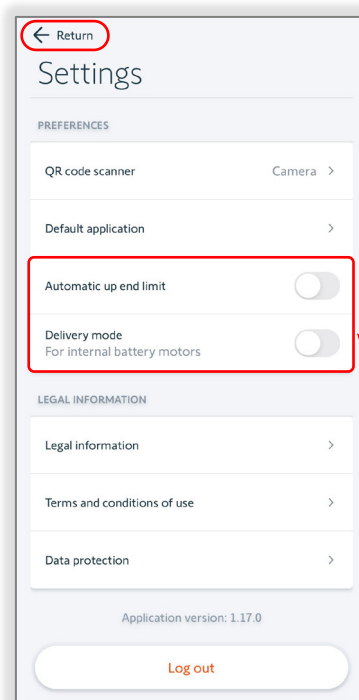 Return
Settings
PREFERENCES
QR code scanner Camera
Default application
Automatic up end limit
Delivery mode
For internal battery motors
LEGAL INFORMATION
Legal information
Terms and conditions of use
Data protection
Application version: 1.17.0
Log out